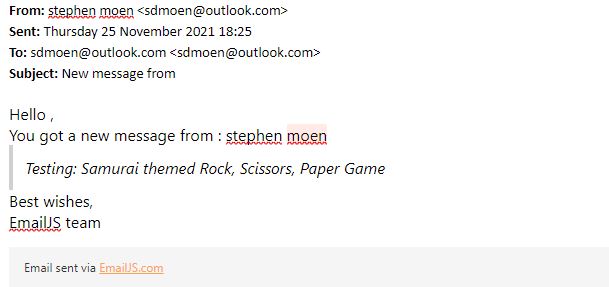 From: stephen moen <sdmoen@outlook.com>
Sent: Thursday 25 November 2021 18:25
To: sdmoen@outlook.com <sdmoen@outlook.com>
Subject: New message from
Hello ,
You got a new message from : stephen moen
Testing: Samurai themed Rock, Scissors, Paper Game
Best wishes,
EmailJS team
Email sent via EmailJS.com